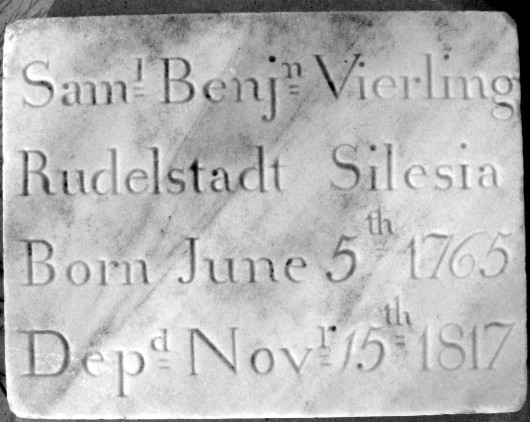 Saml Benjn Vierling
Rudelstadt Silesia
Born June 5th 1765
Depd Novr 15th 1817